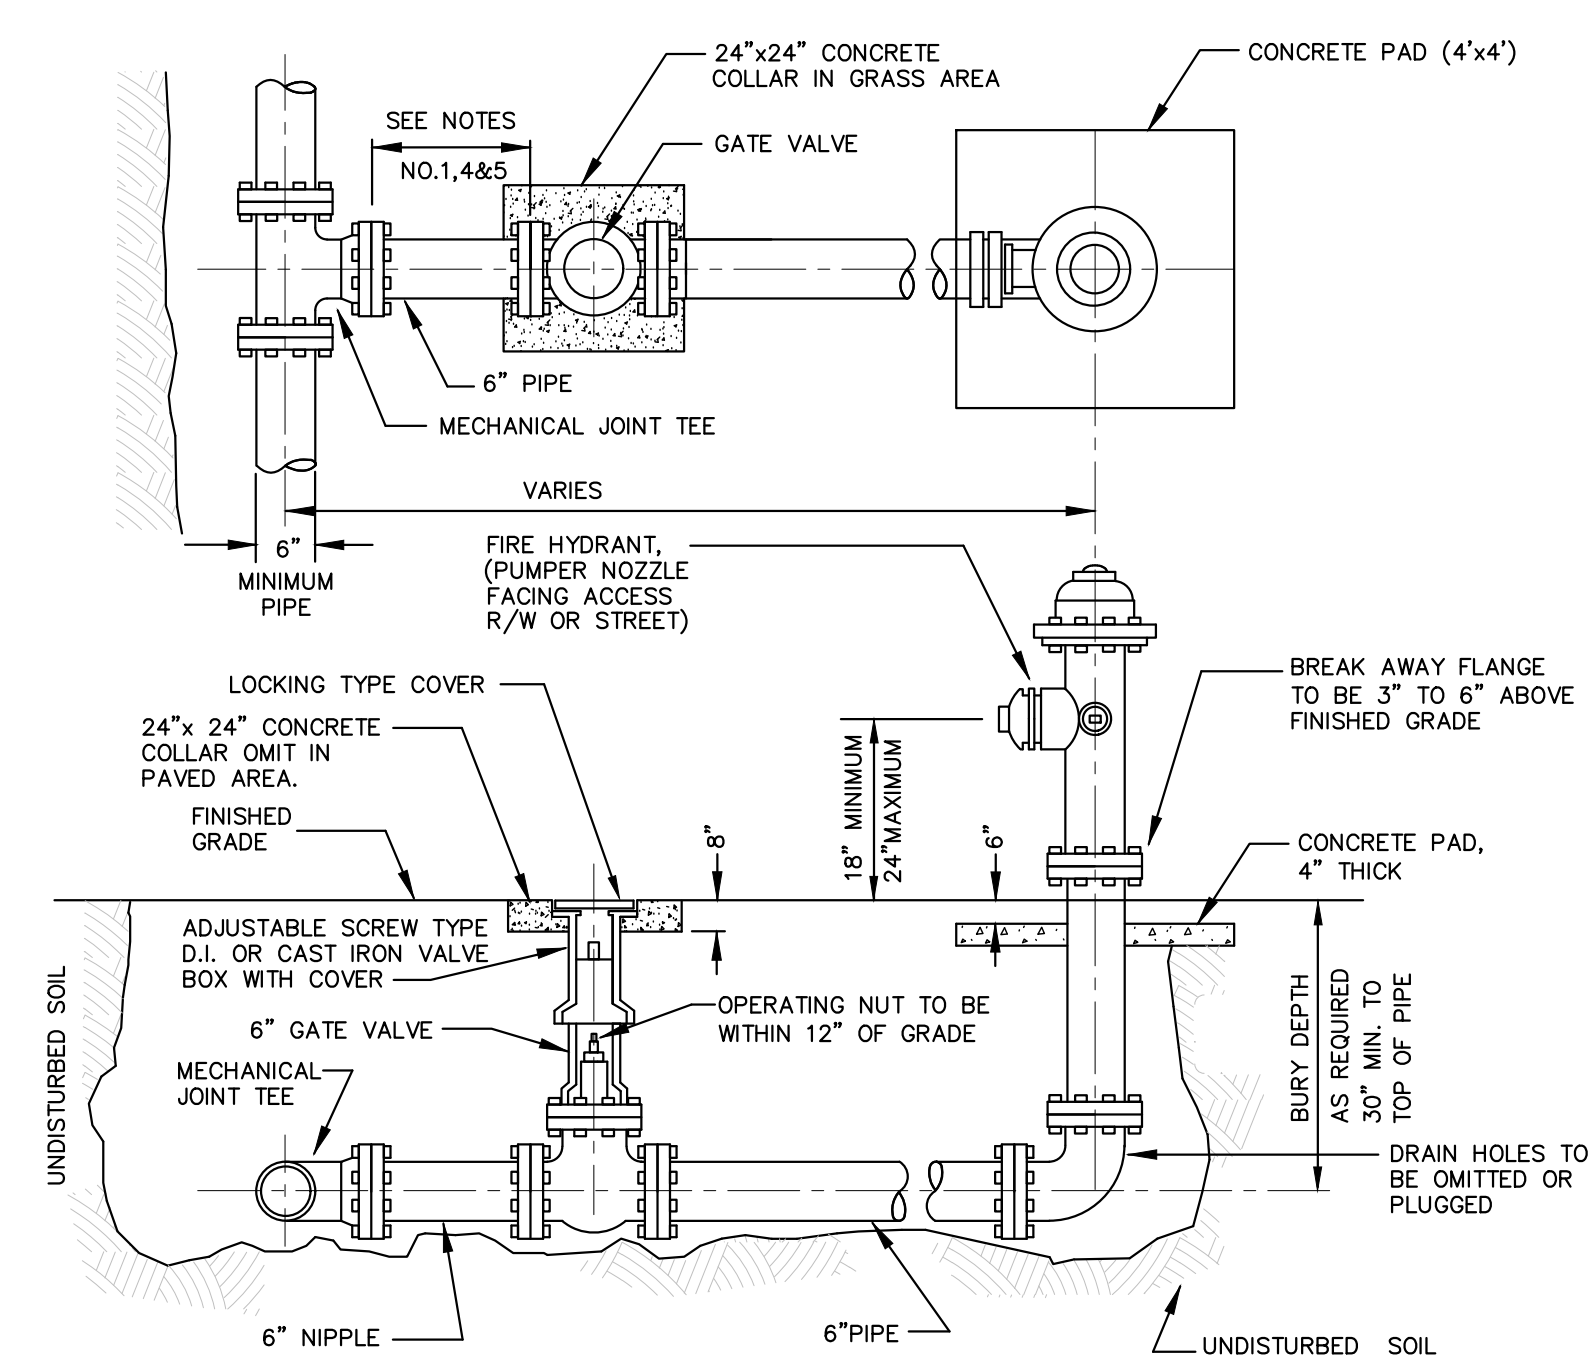 24”x24” CONCRETE
COLLAR IN GRASS AREA
CONCRETE PAD (4’x4’)
SEE NOTES
NO.1,4&5
GATE VALVE
6” PIPE
MECHANICAL JOINT TEE
VARIES
6”
MINIMUM
PIPE
FIRE HYDRANT,
(PUMPER NOZZLE
FACING ACCESS
R/W OR STREET)
LOCKING TYPE COVER
24”x 24” CONCRETE
COLLAR OMIT IN
PAVED AREA.
FINISHED
GRADE
BREAK AWAY FLANGE
TO BE 3” TO 6” ABOVE
FINISHED GRADE
18” MINIMUM
24”MAXIMUM
8”
6”
CONCRETE PAD,
4” THICK
ADJUSTABLE SCREW TYPE
D.I. OR CAST IRON VALVE
BOX WITH COVER
OPERATING NUT TO BE
WITHIN 12” OF GRADE
6” GATE VALVE
MECHANICAL
JOINT TEE
UNDISTURBED SOIL
BURY DEPTH
AS REQUIRED
30” MIN. TO
TOP OF PIPE
DRAIN HOLES TO
BE OMITTED OR
PLUGGED
6” NIPPLE
6”PIPE
UNDISTURBED SOIL